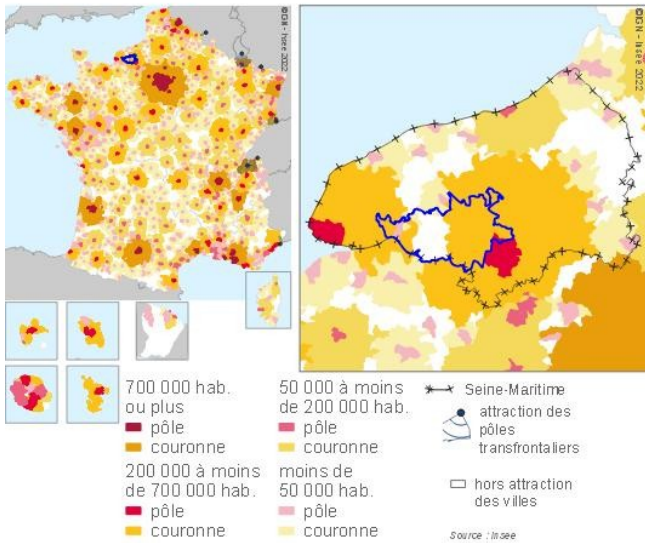 ©IGN - Insee 2022
©IGN - Insee 2022
700 000 hab.
ou plus
pôle
couronne
200 000 à moins
de 700 000 hab.
pôle
couronne
50 000 à moins
de 200 000 hab.
pôle
couronne
moins de
50 000 hab.
pôle
couronne
Seine-Maritime
attraction des
pôles
transfrontaliers
hors attraction
des villes
Source : Insee